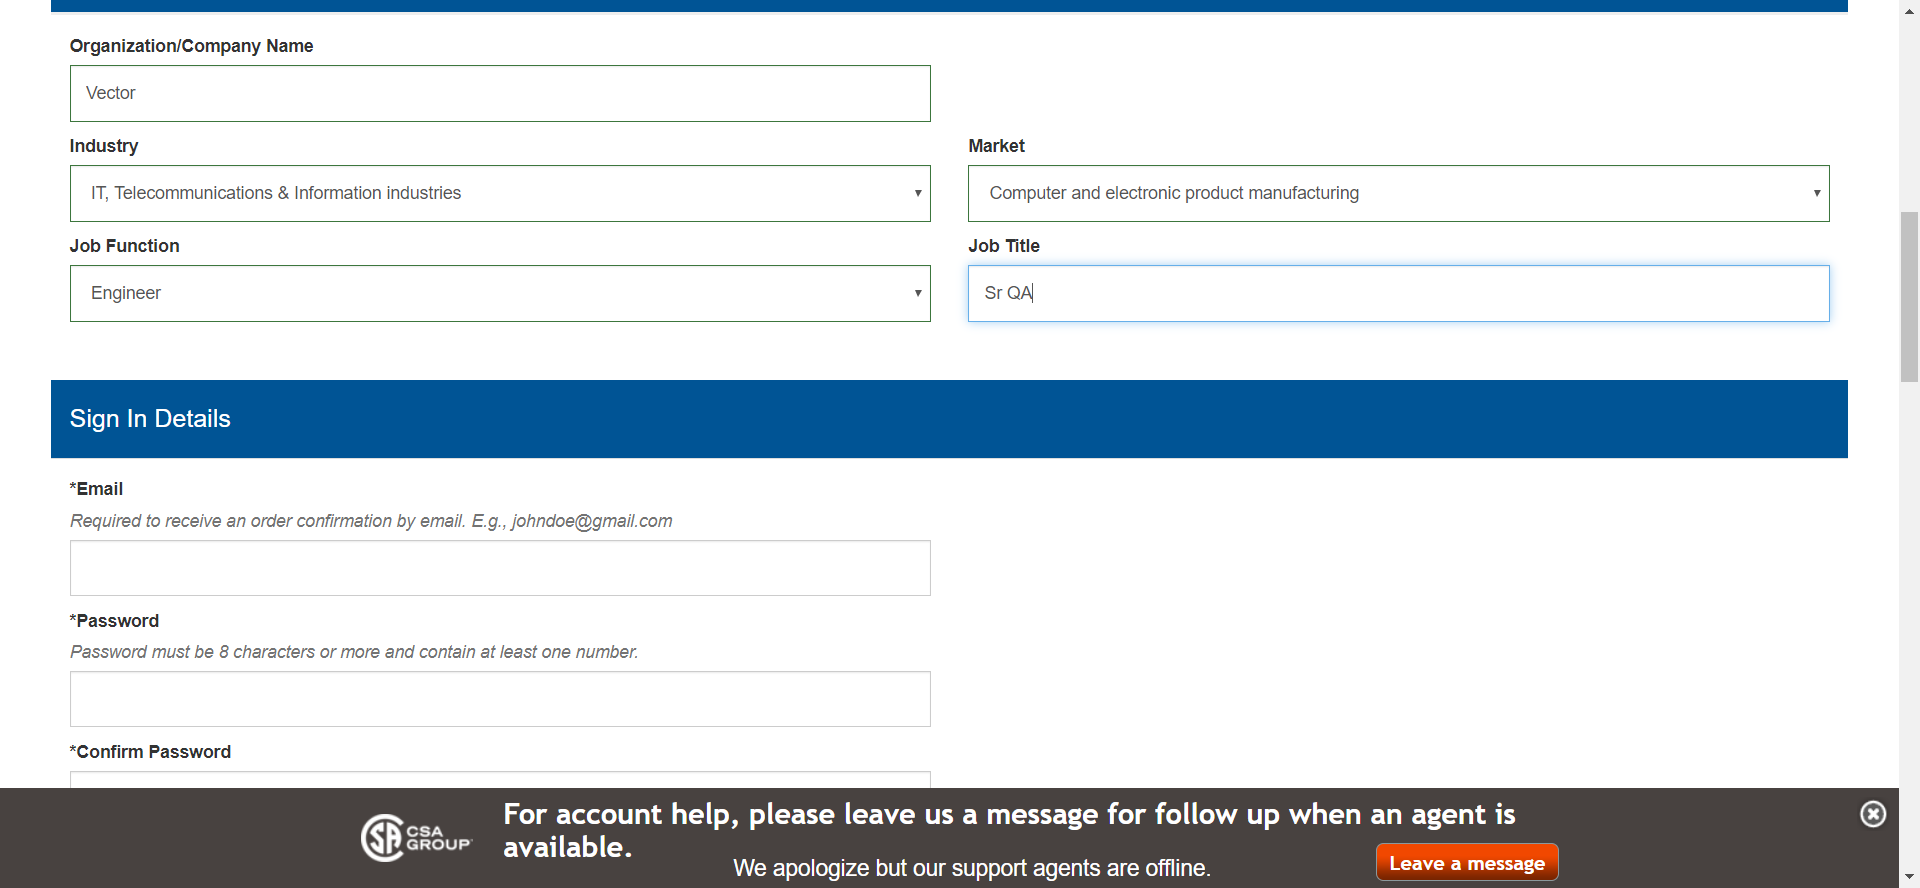 Organization/Company Name
Vector
Industry
Market
IT, Telecommunications & Information industries
Computer and electronic product manufacturing
Job Function
Job Title
Engineer
Sr QA
Sign In Details
*Email
Required to receive an order confirmation by email. E.g., johndoe@gmail.com
*Password
Password must be 8 characters or more and contain at least one number.
*Confirm Password
CSA
GROUP
For account help, please leave us a message for follow up when an agent is
available.
We apologize but our support agents are offline.
Leave a message